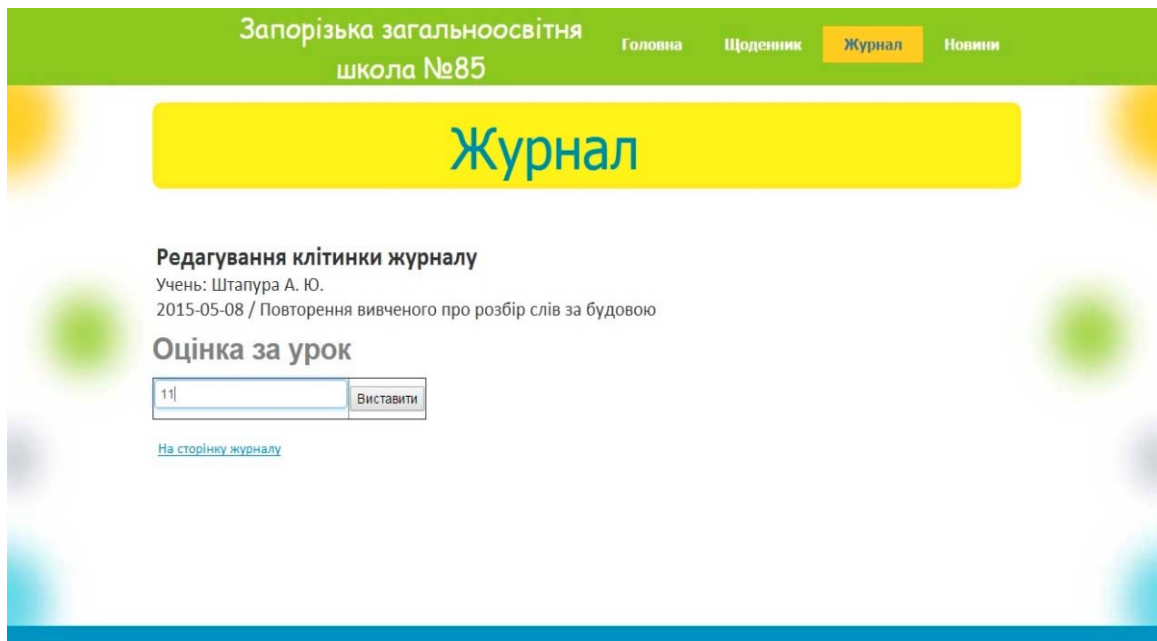 Запорізька загальноосвітня
школа №85
Головна Щоденник Журнал Новини
Журнал
Редагування клітинки журналу
Учень: Штапура А. Ю.
2015-05-08 / Повторення вивченого про розбір слів за будовою
Оцінка за урок
11 Виставити
На сторінку журналу